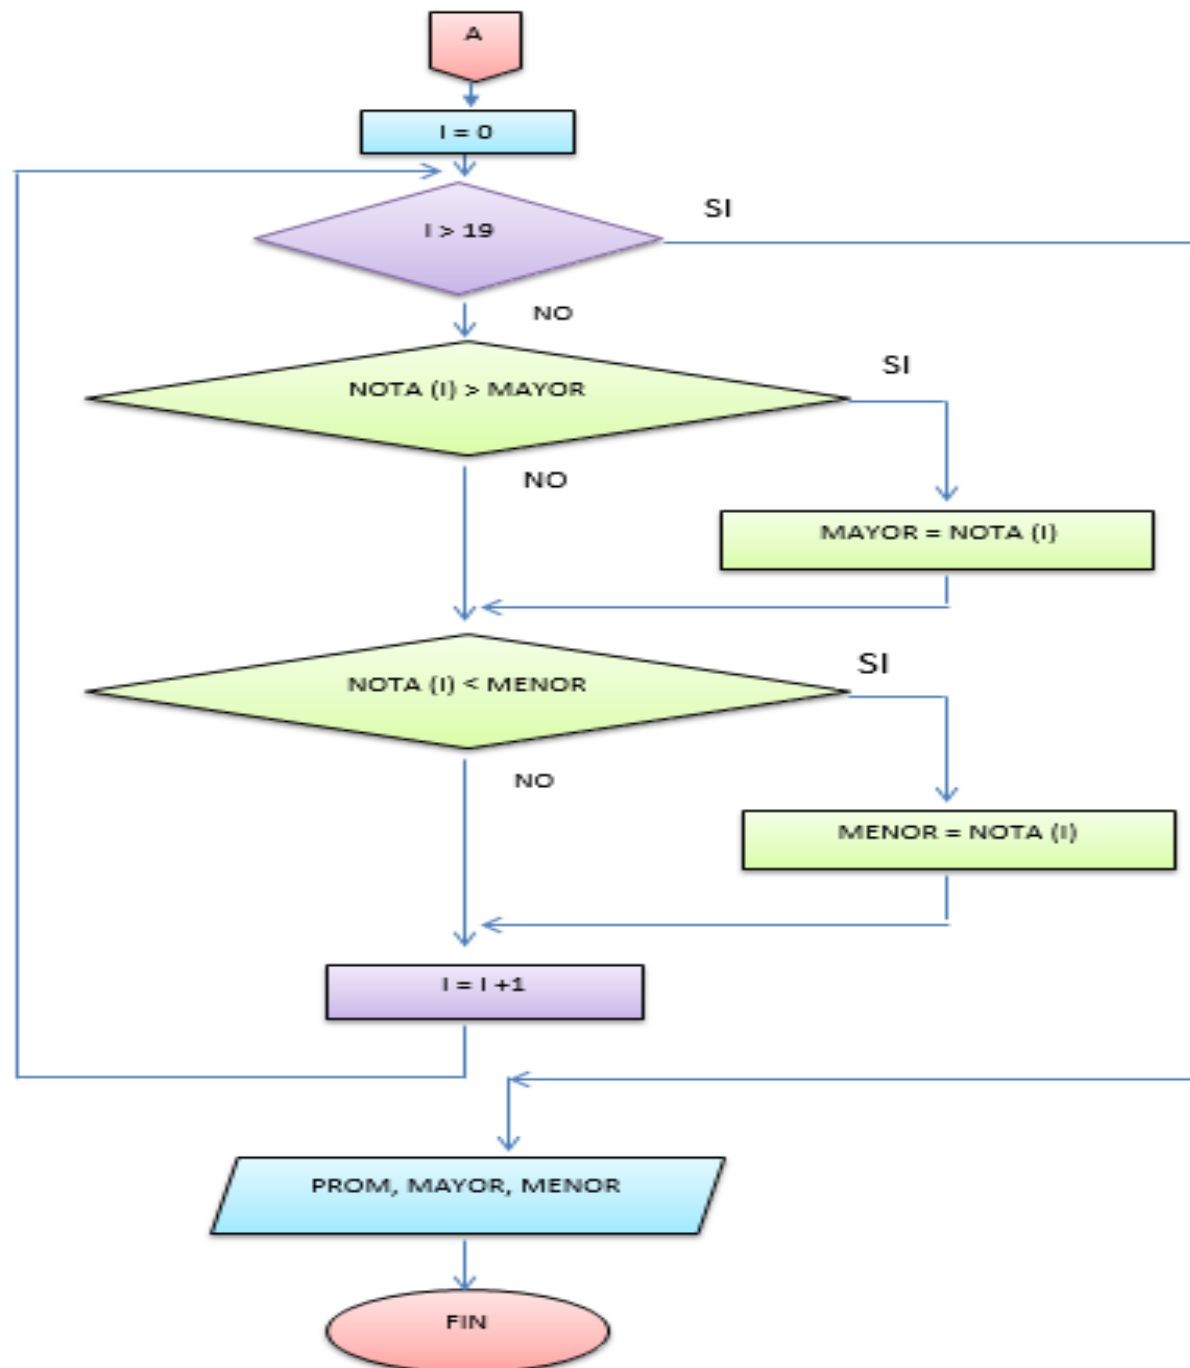 A
I = 0
I > 19
SI
NO
NOTA (I) > MAYOR
SI
NO
MAYOR = NOTA (I)
NOTA (I) < MENOR
SI
NO
MENOR = NOTA (I)
I = I +1
PROM, MAYOR, MENOR
FIN